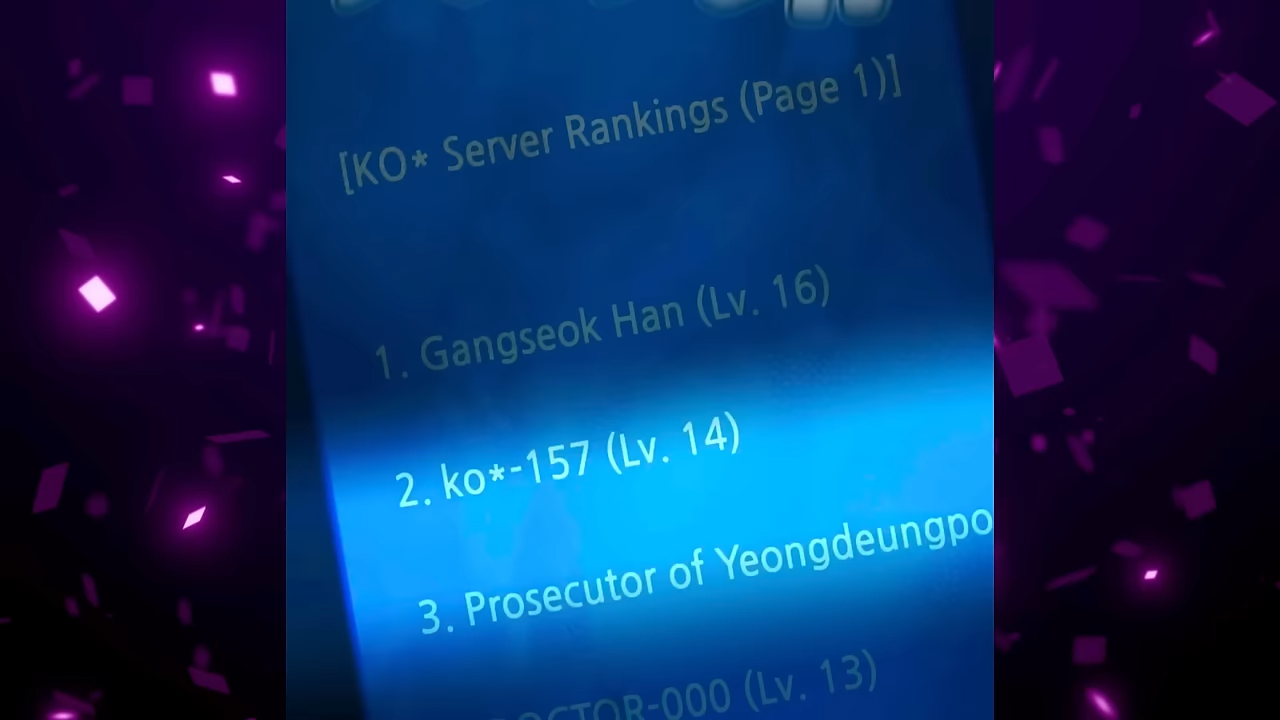 [KO* Server Rankings (Page 1)]
1. Gangseok Han (Lv. 16)
2. ko*-157 (Lv. 14)
3. Prosecutor of Yeongdeungpo
(Lv. 13)